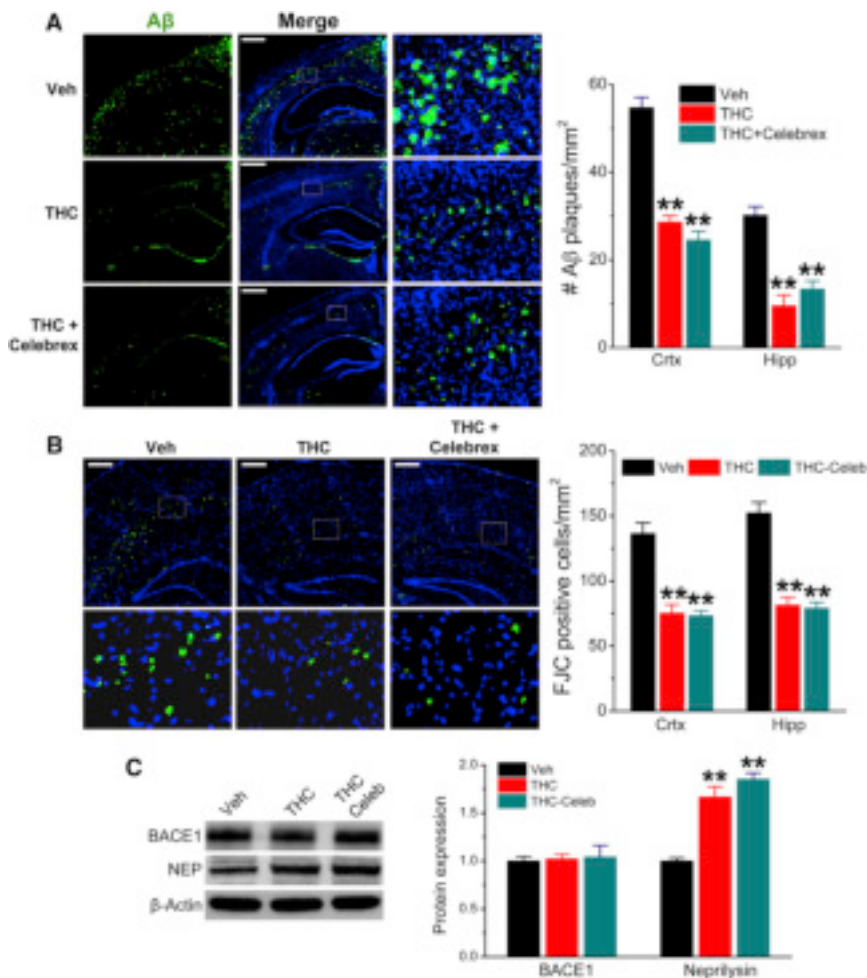 A
Aβ
Merge
Veh
THC
THC +
Celebrex
# Aβ plaques/mm²
60
30
0
Veh
THC
THC+Celebrex
**
**
**
**
Crtx
Hipp
B
Veh
THC
THC +
Celebrex
FJC positive cells/mm²
200
150
100
75
0
Veh
THC
THC-Celeb
**
**
**
**
Crtx
Hipp
C
Veh
THC
THC
Celeb
BACE1
NEP
β-Actin
Protein expression
2.0
1.5
1.0
0.5
0.0
Veh
THC
THC-Celeb
**
**
BACE1
Neprilysin